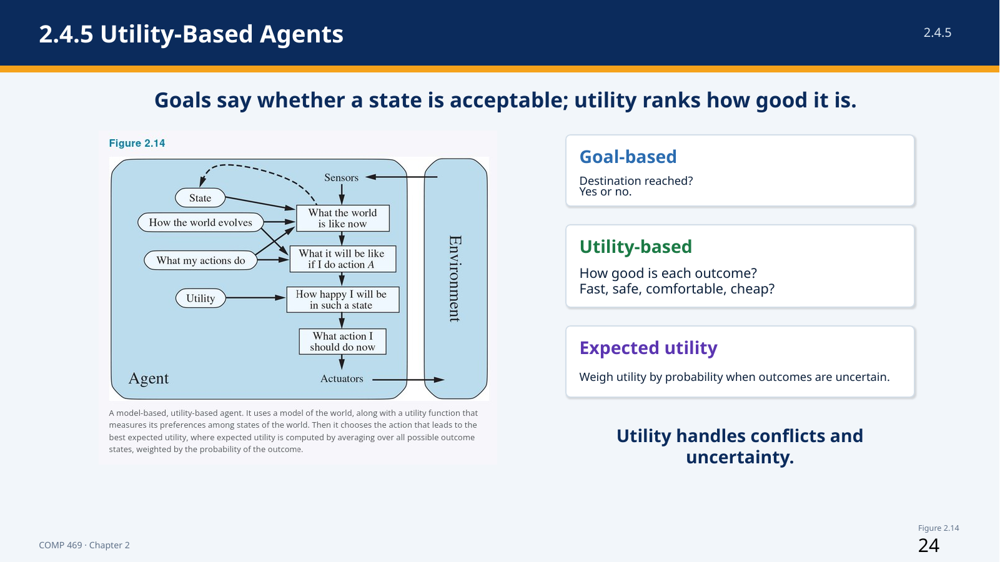 2.4.5 Utility-Based Agents
2.4.5
Goals say whether a state is acceptable; utility ranks how good it is.
Figure 2.14
Sensors
State
What the world
is like now
How the world evolves
What it will be like
if I do action A
What my actions do
How happy I will be
in such a state
Utility
What action I
should do now
Agent
Actuators
Environment
A model-based, utility-based agent. It uses a model of the world, along with a utility function that
measures its preferences among states of the world. Then it chooses the action that leads to the
best expected utility, where expected utility is computed by averaging over all possible outcome
states, weighted by the probability of the outcome.
Goal-based
Destination reached?
Yes or no.
Utility-based
How good is each outcome?
Fast, safe, comfortable, cheap?
Expected utility
Weigh utility by probability when outcomes are uncertain.
Utility handles conflicts and
uncertainty.
COMP 469 · Chapter 2
Figure 2.14
24